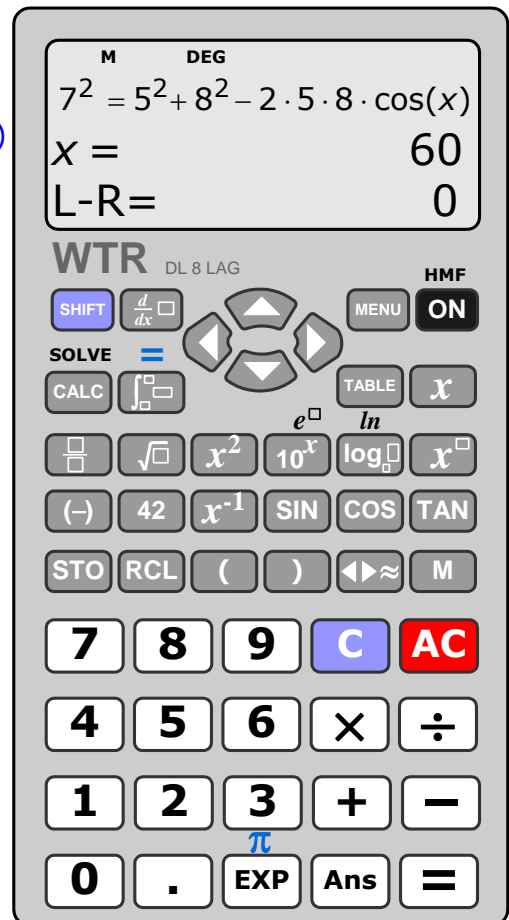 M DEG
7² = 5² + 8² − 2 · 5 · 8 · cos(x)
x = 60
L-R= 0
WTR DL 8 LAG
HMF
SHIFT d/dx □ MENU ON
SOLVE =
CALC ∫□ TABLE x
e□ ln
□/□ √□ x² 10ˣ log□□ x□
(–) 42 x⁻¹ SIN COS TAN
STO RCL ( ) ◀▶≈ M
7 8 9 C AC
4 5 6 × ÷
1 2 3 + −
π
0 . EXP Ans =